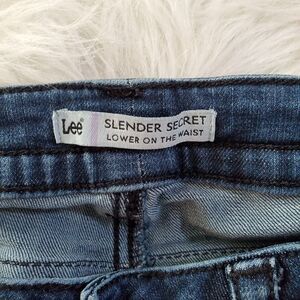 Lee®
SLENDER SECRET
LOWER ON THE WAIST